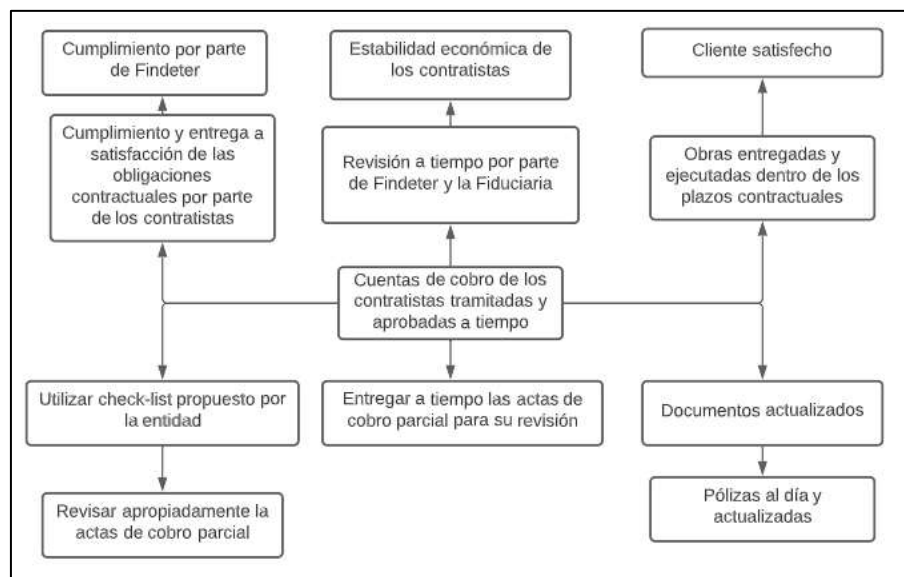 Cumplimiento por parte
de Findeter
Estabilidad económica de
los contratistas
Cliente satisfecho
Cumplimiento y entrega a
satisfacción de las
obligaciones
contractuales por parte
de los contratistas
Revisión a tiempo por parte
de Findeter y la Fiduciaria
Obras entregadas y
ejecutadas dentro de los
plazos contractuales
Cuentas de cobro de los
contratistas tramitadas y
aprobadas a tiempo
Utilizar check-list propuesto por
la entidad
Entregar a tiempo las actas de
cobro parcial para su revisión
Documentos actualizados
Revisar apropiadamente la
actas de cobro parcial
Pólizas al día y
actualizadas